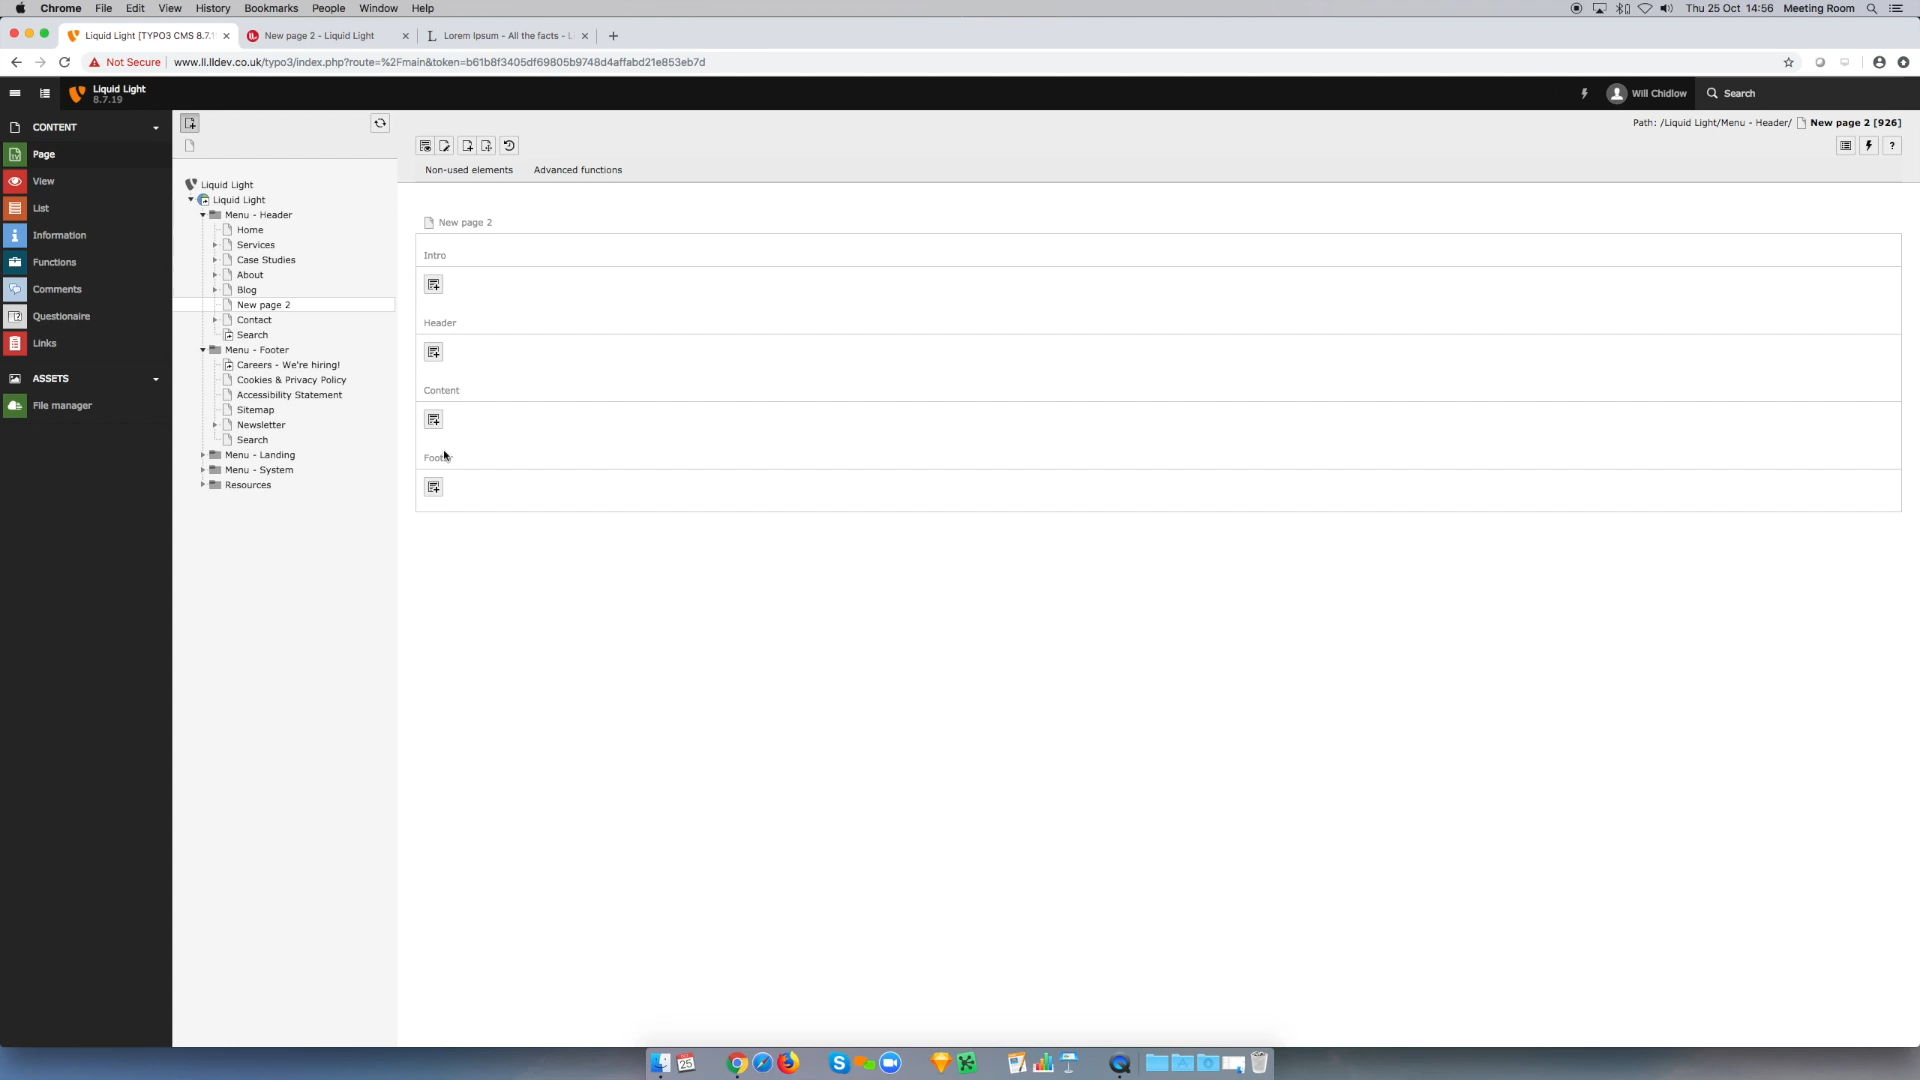 Chrome File Edit View History Bookmarks People Window Help
Thu 25 Oct 14:56 Meeting Room
Liquid Light [TYPO3 CMS 8.7.1
New page 2 - Liquid Light
Lorem Ipsum - All the facts - L
Not Secure
www.ll.lldev.co.uk/typo3/index.php?route=%2Fmain&token=b61b8f3405df69805b9748d4affabd21e853eb7d
Liquid Light
8.7.19
Will Chidlow
Search
CONTENT
Page
View
List
Information
Functions
Comments
Questionaire
Links
ASSETS
File manager
Liquid Light
Liquid Light
Menu - Header
Home
Services
Case Studies
About
Blog
New page 2
Contact
Search
Menu - Footer
Careers - We're hiring!
Cookies & Privacy Policy
Accessibility Statement
Sitemap
Newsletter
Search
Menu - Landing
Menu - System
Resources
Path: /Liquid Light/Menu - Header/ New page 2 [926]
Non-used elements
Advanced functions
New page 2
Intro
Header
Content
Footer